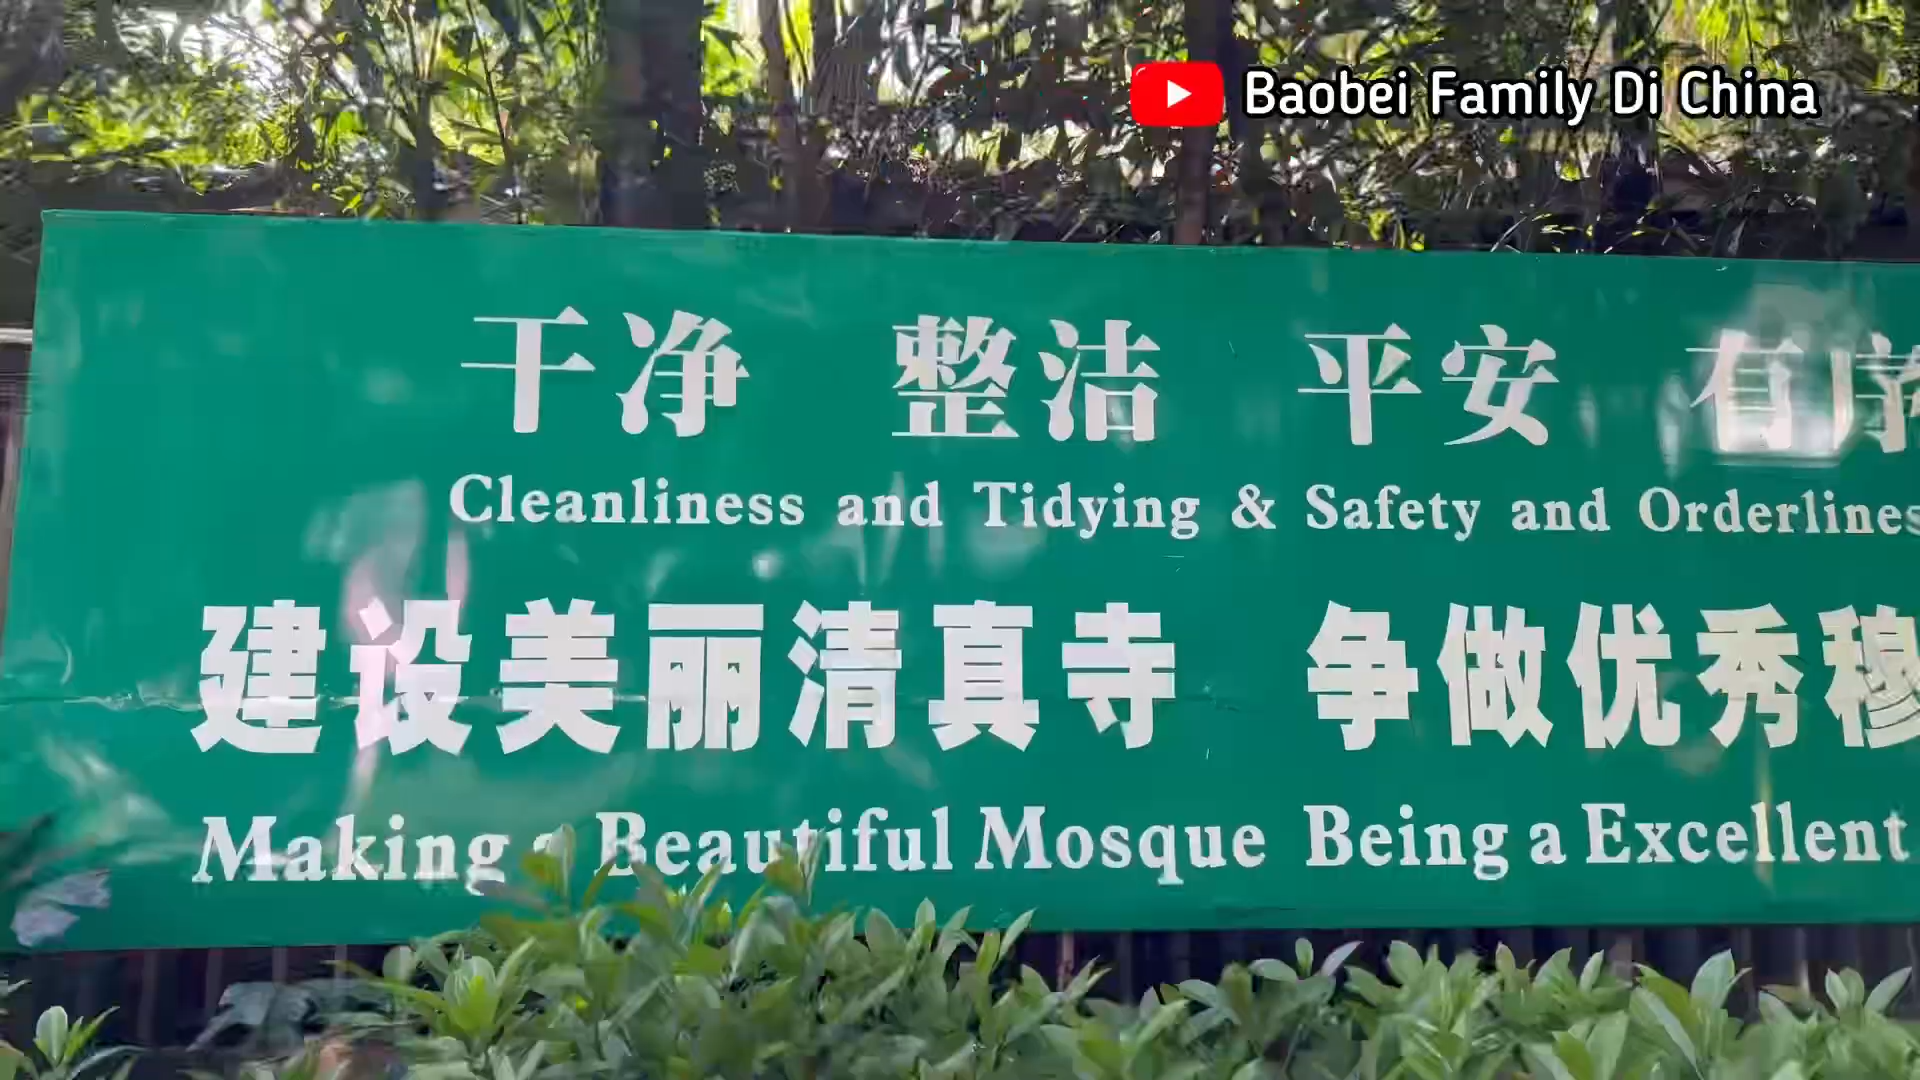 Baobei Family Di China
干净 整洁 平安 有序
Cleanliness and Tidying & Safety and Orderlines
建设美丽清真寺 争做优秀穆
Making a Beautiful Mosque Being a Excellent